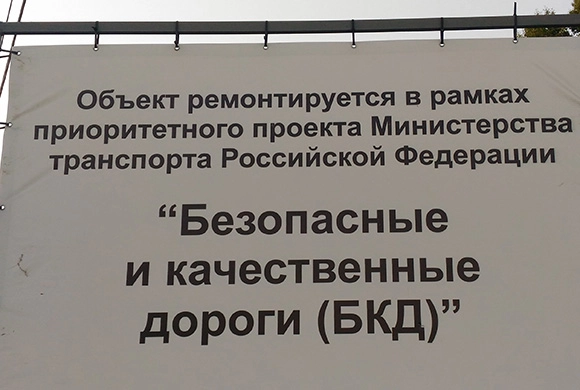 Объект ремонтируется в рамках
приоритетного проекта Министерства
транспорта Российской Федерации
“Безопасные
и качественные
дороги (БКД)”